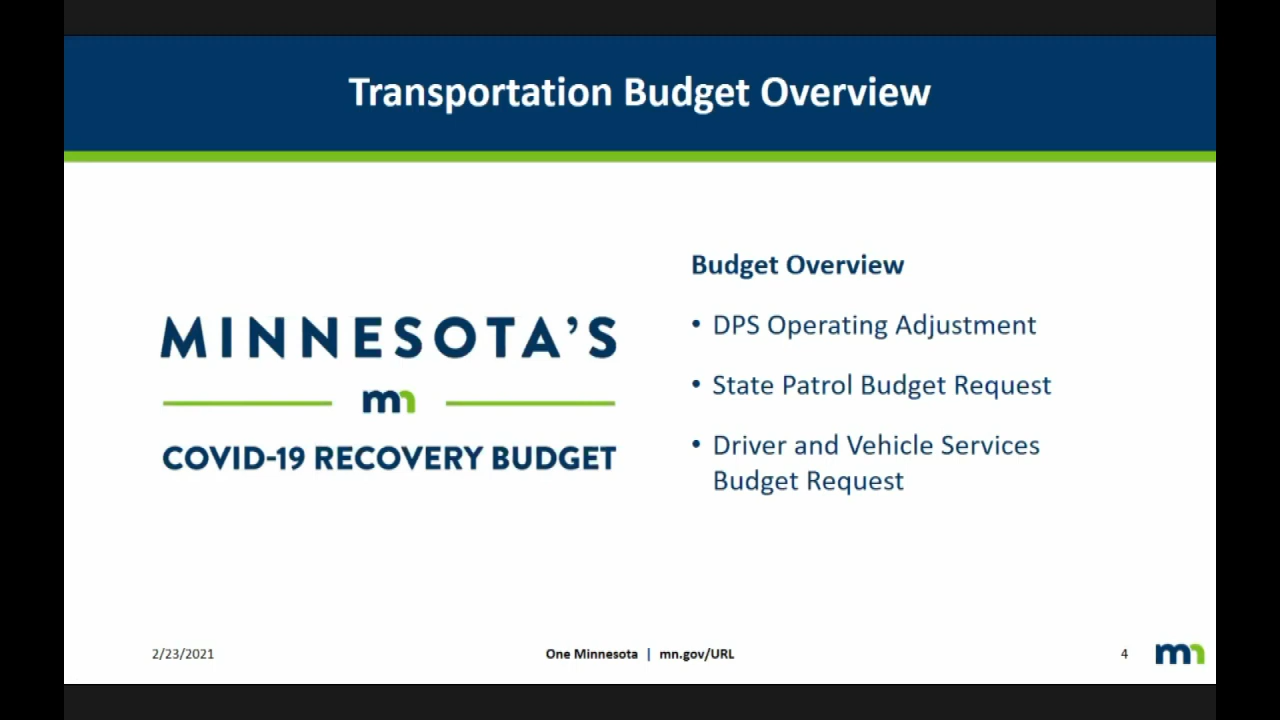 Transportation Budget Overview
MINNESOTA'S
mn
COVID-19 RECOVERY BUDGET
Budget Overview
• DPS Operating Adjustment
• State Patrol Budget Request
• Driver and Vehicle Services
Budget Request
2/23/2021
One Minnesota | mn.gov/URL
4
mn